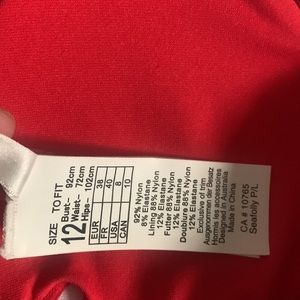 SIZE TO FIT
12
Bust~ 92cm
Waist~ 72cm
Hips~ 102cm
EUR 38
FR 40
USA 8
CAN 10
92% Nylon
8% Elastane
Lining 88% Nylon
12% Elastane
Futter 88% Nylon
12% Elastane
Doublure 88% Nylon
12% Elastane
Exclusive of trim
Ausgenommen der Besatz
Hormis les accessoires
Designed in Australia
Made in China
CA # 10765
Seafolly P/L